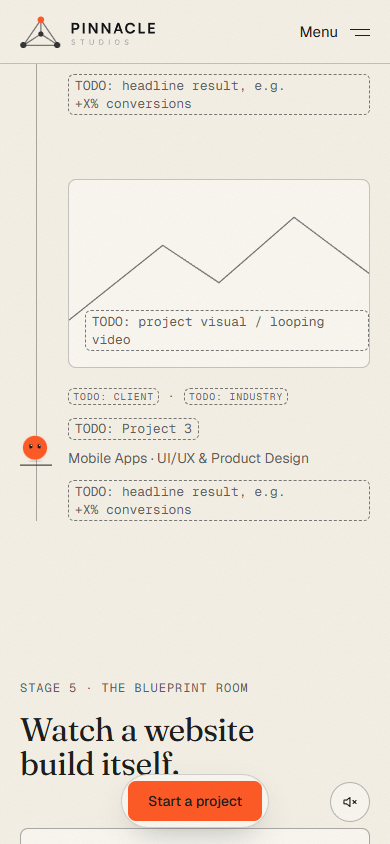 PINNACLE
STUDIOS
Menu
TODO: headline result, e.g.
+X% conversions
TODO: project visual / looping
video
TODO: CLIENT · TODO: INDUSTRY
TODO: Project 3
Mobile Apps · UI/UX & Product Design
TODO: headline result, e.g.
+X% conversions
STAGE 5 · THE BLUEPRINT ROOM
Watch a website
build itself.
Start a project